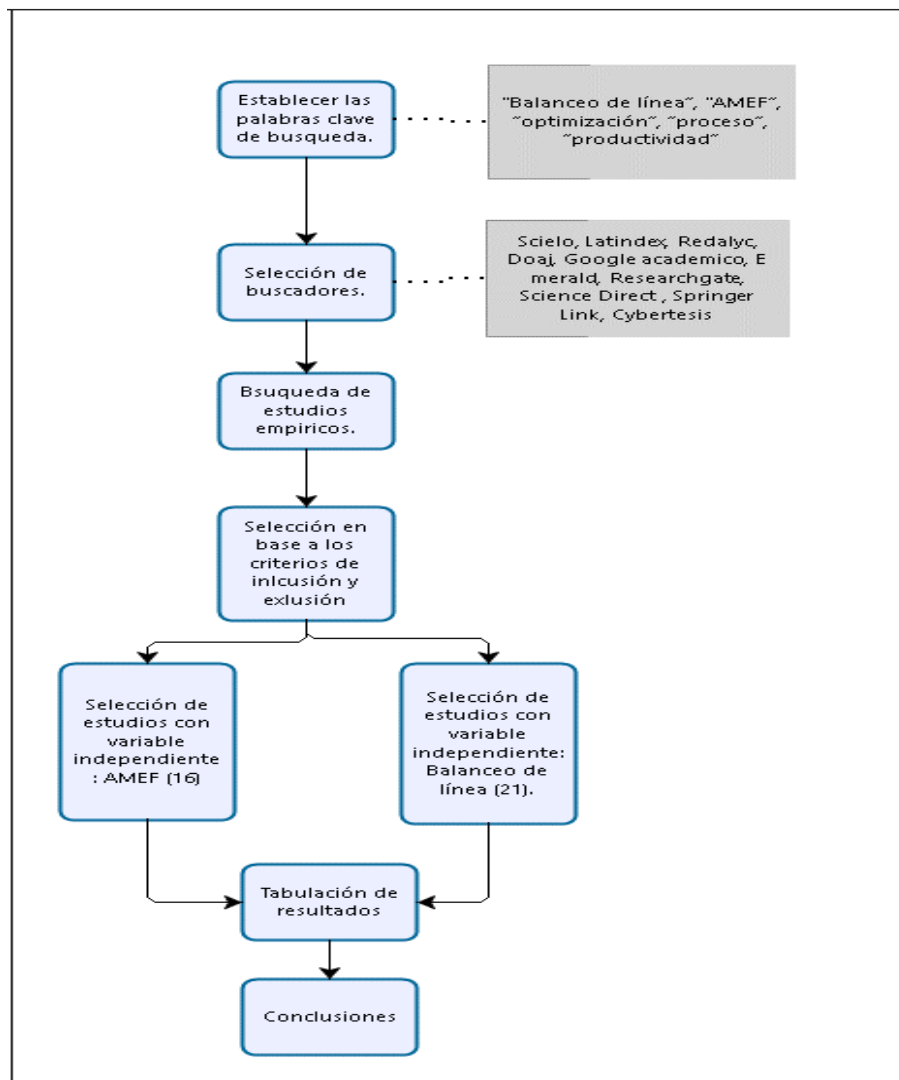 Establecer las
palabras clave
de busqueda.
"Balanceo de línea", "AMEF",
"optimización", "proceso",
"productividad"
Selección de
buscadores.
Scielo, Latindex, Redalyc,
Doaj, Google academico, E
merald, Researchgate,
Science Direct , Springer
Link, Cybertesis
Bsuqueda de
estudios
empiricos.
Selección en
base a los
criterios de
inlcusión y
exlusión
Selección de
estudios con
variable
independiente
: AMEF (16)
Selección de
estudios con
variable
independiente:
Balanceo de
línea (21).
Tabulación de
resultados
Conclusiones